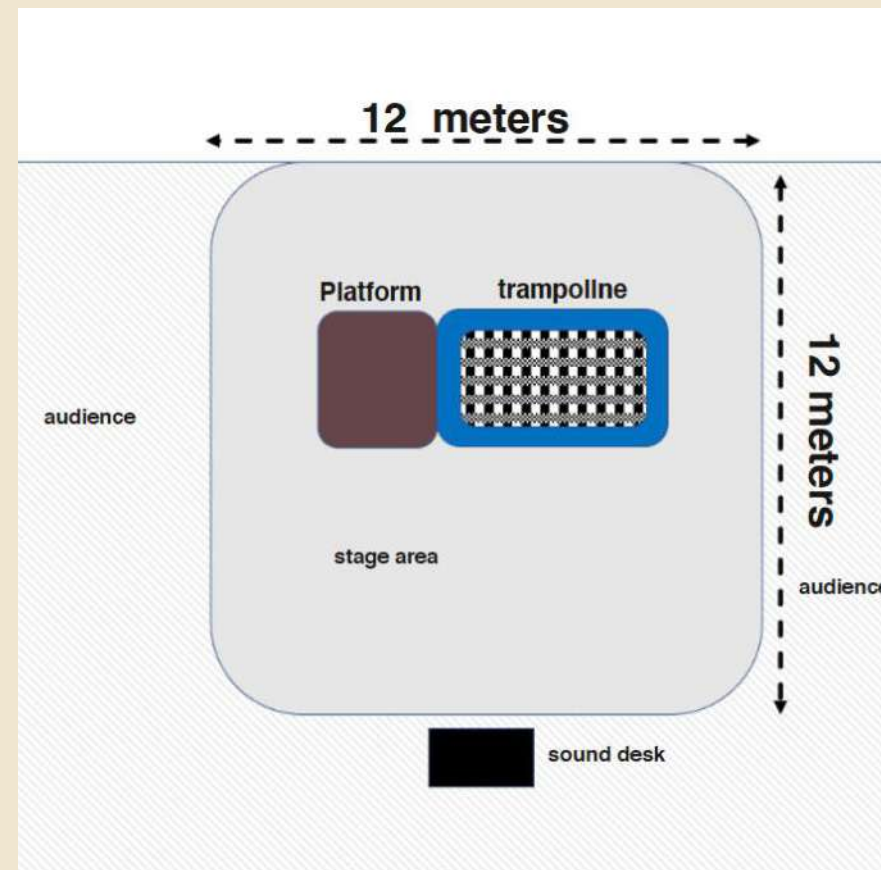 12 meters
Platform
trampoline
12 meters
audience
stage area
audience
sound desk